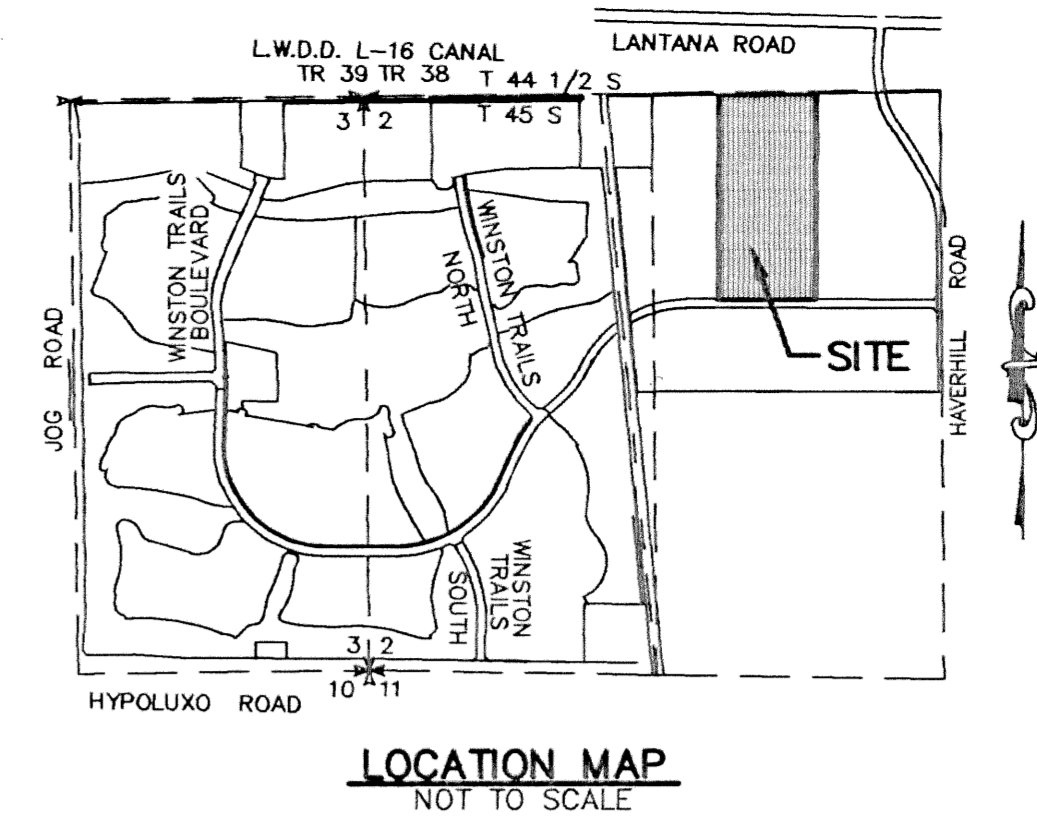 LANTANA ROAD
L.W.D.D. L-16 CANAL
TR 39 TR 38
T 44 1/2 S
3 2
T 45 S
WINSTON TRAILS
BOULEVARD
WINSTON TRAILS
NORTH
JOG ROAD
SITE
HAVERHILL ROAD
WINSTON
TRAILS
SOUTH
3 2
10 11
HYPOLUXO ROAD
LOCATION MAP
NOT TO SCALE